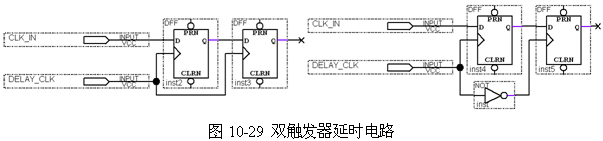 DFF DFF
CLK_IN INPUT VCC D PRN Q D PRN Q
DELAY_CLK INPUT VCC CLRN CLRN
inst2 inst3
DFF DFF
CLK_IN INPUT VCC D PRN Q D PRN Q
DELAY_CLK INPUT VCC CLRN CLRN
inst4 NOT inst5
inst
图 10-29 双触发器延时电路